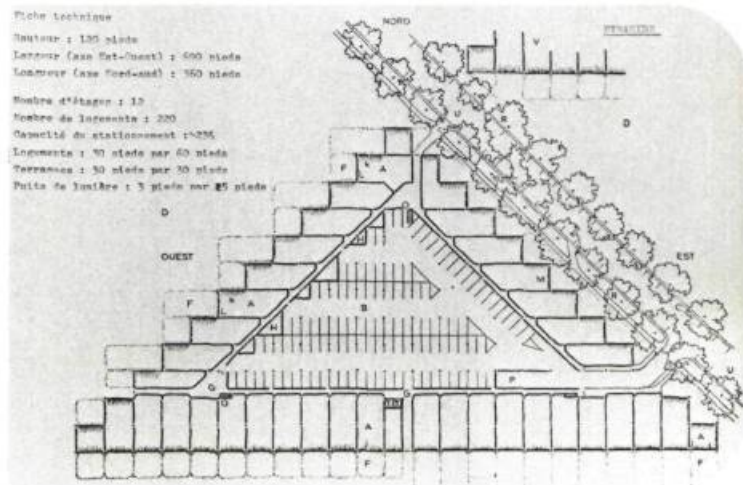 Fiche technique
Hauteur : 120 pieds
Largeur (axe Est-Ouest) : 600 pieds
Longueur (axe Nord-sud) : 360 pieds
Nombre d'étages : 12
Nombre de logements : 220
Capacité du stationnement : 236
Logements : 30 pieds par 60 pieds
Terrasses : 30 pieds par 30 pieds
Puits de lumière : 3 pieds par 25 pieds
NORD
PYRAMIDE
V
R
U
D
F
A
D
OUEST
EST
H
M
F
L
A
B
H
P
G
G
U
A
A
F
F